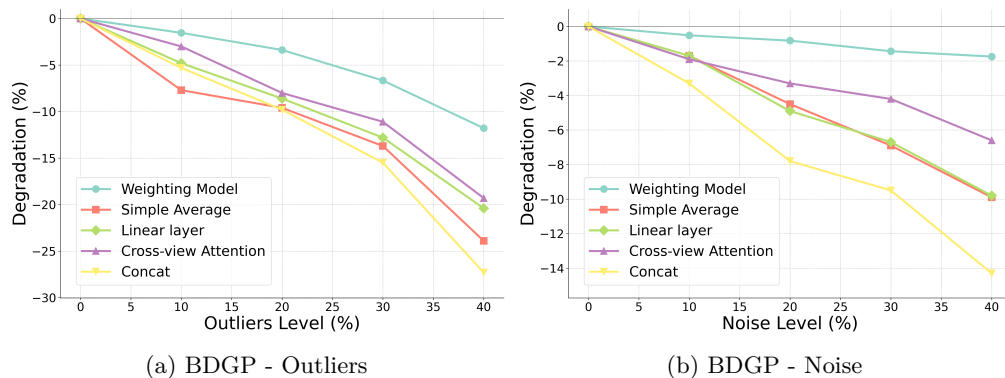 Degradation (%)
0
−5
−10
−15
−20
−25
−30
Weighting Model
Simple Average
Linear layer
Cross-view Attention
Concat
0 5 10 15 20 25 30 35 40
Outliers Level (%)
(a) BDGP - Outliers
Degradation (%)
0
−2
−4
−6
−8
−10
−12
−14
Weighting Model
Simple Average
Linear layer
Cross-view Attention
Concat
0 5 10 15 20 25 30 35 40
Noise Level (%)
(b) BDGP - Noise